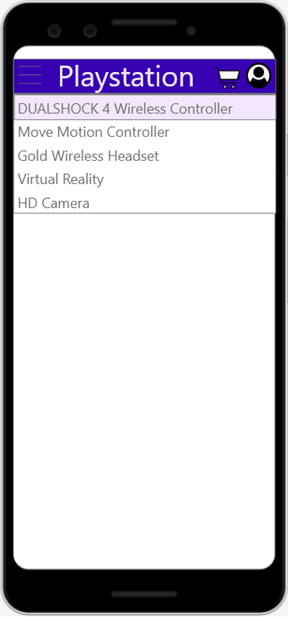 Playstation
DUALSHOCK 4 Wireless Controller
Move Motion Controller
Gold Wireless Headset
Virtual Reality
HD Camera